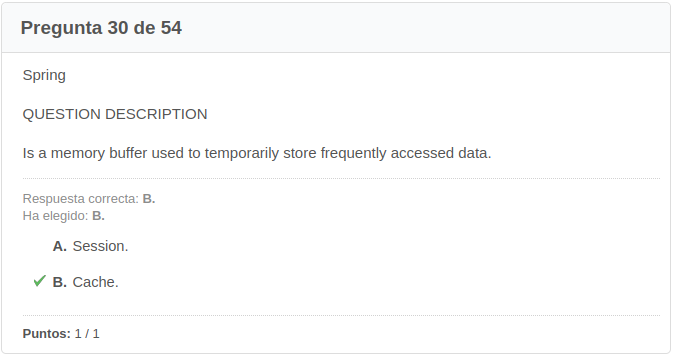 Pregunta 30 de 54
Spring
QUESTION DESCRIPTION
Is a memory buffer used to temporarily store frequently accessed data.
Respuesta correcta: B.
Ha elegido: B.
A. Session.
B. Cache.
Puntos: 1 / 1